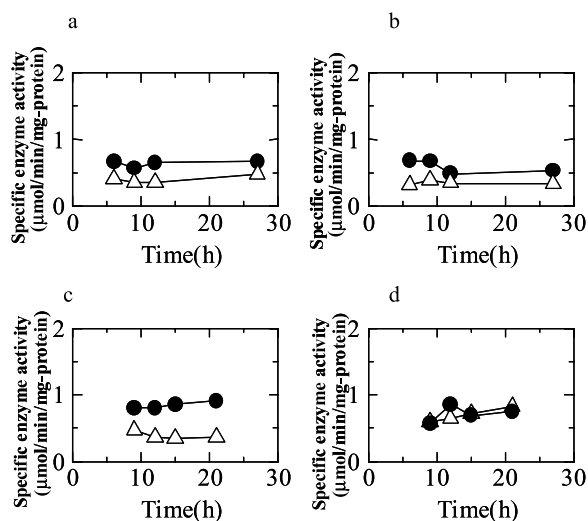 a
b
Specific enzyme activity
(μmol/min/mg-protein)
2
1
0
0 10 20 30
Time(h)
Specific enzyme activity
(μmol/min/mg-protein)
2
1
0
0 10 20 30
Time(h)
c
d
Specific enzyme activity
(μmol/min/mg-protein)
2
1
0
0 10 20 30
Time(h)
Specific enzyme activity
(μmol/min/mg-protein)
2
1
0
0 10 20 30
Time(h)